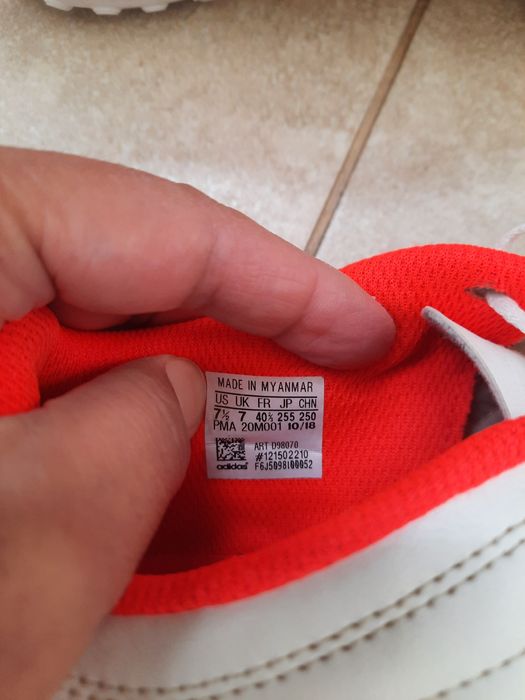 MADE IN MYANMAR
US UK FR JP CHN
7½ 7 40⅔ 255 250
PMA 20M001 10/18
ART D98070
#121502210
adidas F6J5098I00052